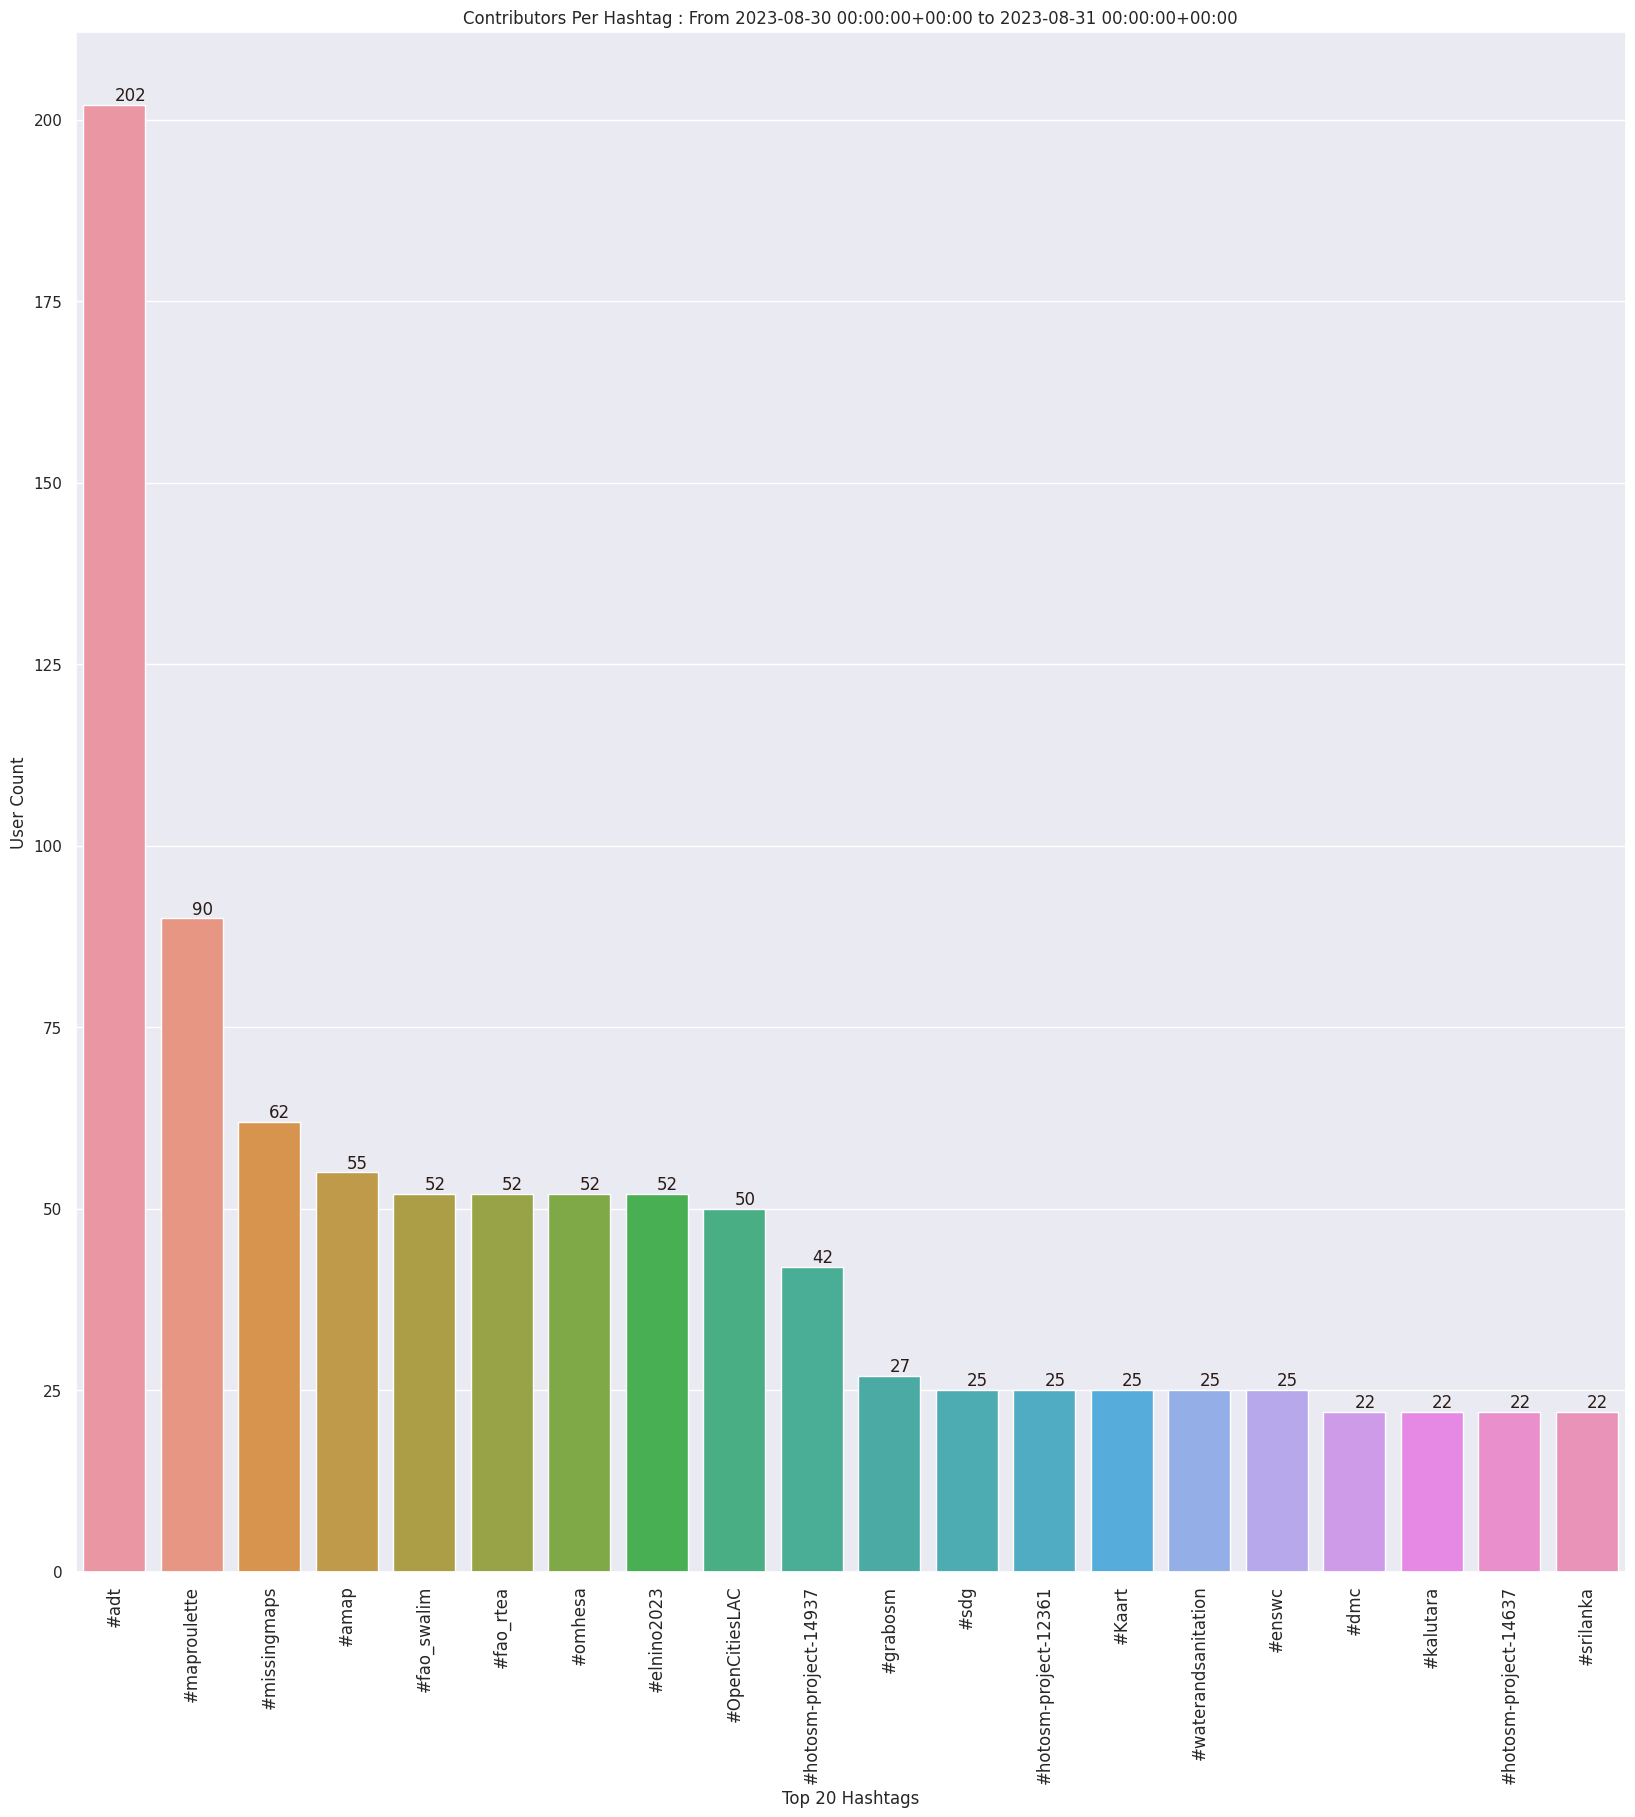 Contributors Per Hashtag : From 2023-08-30 00:00:00+00:00 to 2023-08-31 00:00:00+00:00
User Count
200
175
150
125
100
75
50
25
0
202
90
62
55
52
52
52
52
50
42
27
25
25
25
25
25
22
22
22
22
#adt
#maproulette
#missingmaps
#amap
#fao_swalim
#fao_rtea
#omhesa
#elnino2023
#OpenCitiesLAC
#hotosm-project-14937
#grabosm
#sdg
#hotosm-project-12361
#Kaart
#waterandsanitation
#enswc
#dmc
#kalutara
#hotosm-project-14637
#srilanka
Top 20 Hashtags